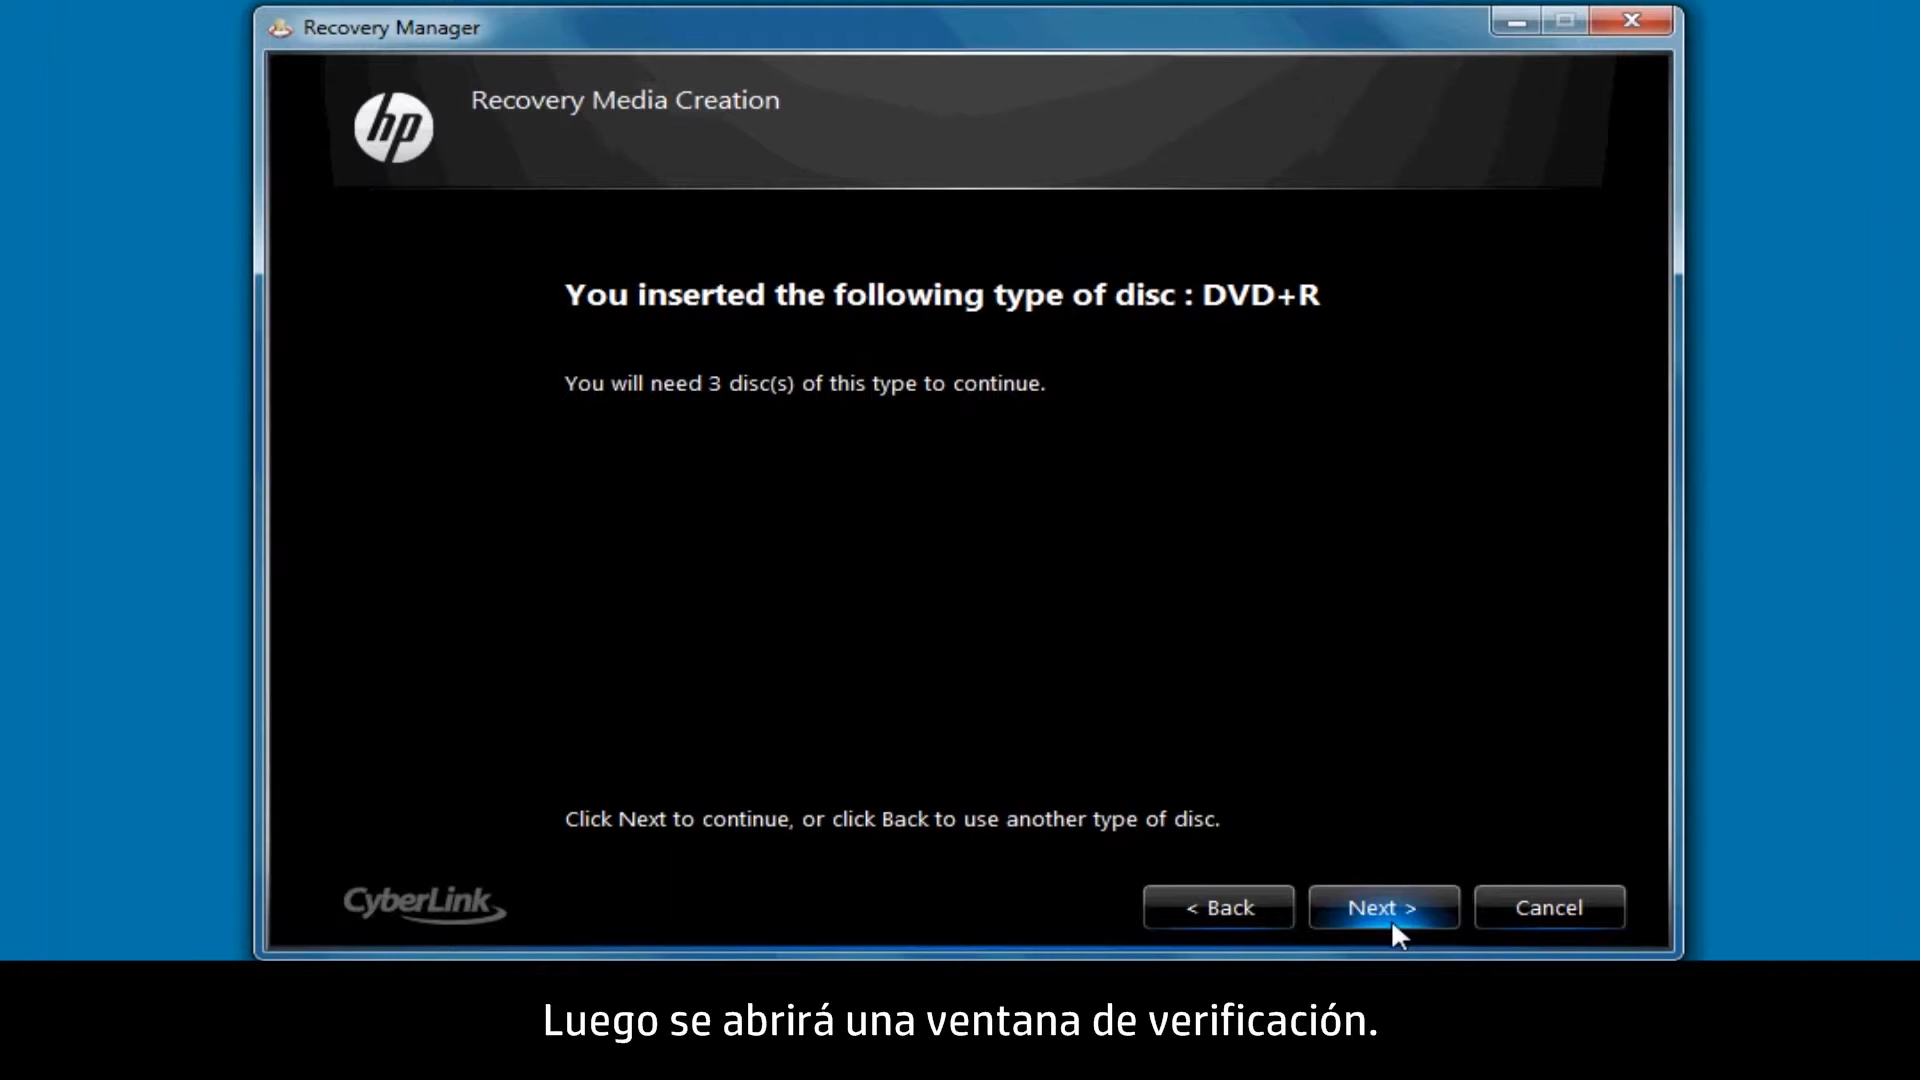 Recovery Manager
hp
Recovery Media Creation
You inserted the following type of disc : DVD+R
You will need 3 disc(s) of this type to continue.
Click Next to continue, or click Back to use another type of disc.
CyberLink
< Back
Next >
Cancel
Luego se abrirá una ventana de verificación.